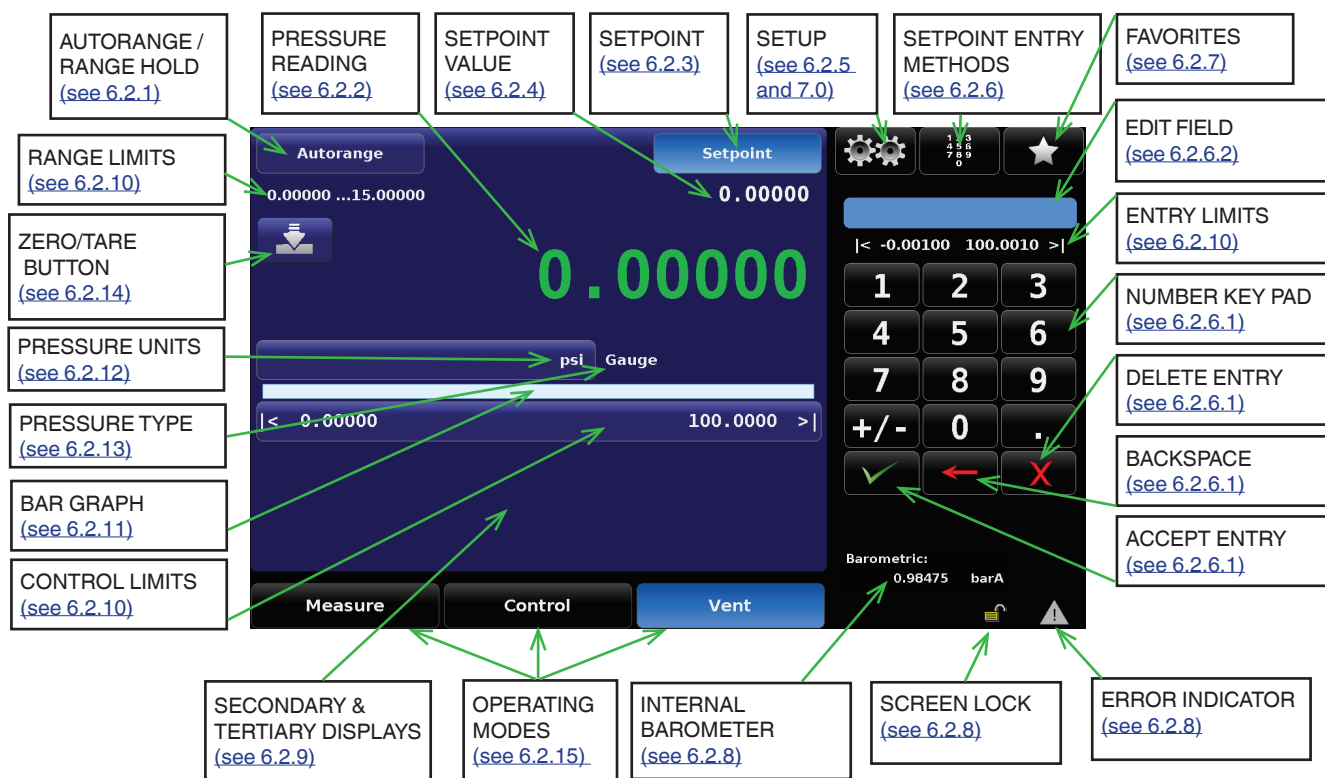 AUTORANGE /
RANGE HOLD
(see 6.2.1)
PRESSURE
READING
(see 6.2.2)
SETPOINT
VALUE
(see 6.2.4)
SETPOINT
(see 6.2.3)
SETUP
(see 6.2.5
and 7.0)
SETPOINT ENTRY
METHODS
(see 6.2.6)
FAVORITES
(see 6.2.7)
RANGE LIMITS
(see 6.2.10)
ZERO/TARE
BUTTON
(see 6.2.14)
PRESSURE UNITS
(see 6.2.12)
PRESSURE TYPE
(see 6.2.13)
BAR GRAPH
(see 6.2.11)
CONTROL LIMITS
(see 6.2.10)
Autorange
Setpoint
0.00000 ...15.00000
0.00000
0.00000
psi Gauge
|< 0.00000 100.0000 >|
Measure
Control
Vent
1 2 3
4 5 6
7 8 9
0
|< -0.00100 100.0010 >|
1 2 3
4 5 6
7 8 9
+/- 0 .
X
Barometric:
0.98475 barA
EDIT FIELD
(see 6.2.6.2)
ENTRY LIMITS
(see 6.2.10)
NUMBER KEY PAD
(see 6.2.6.1)
DELETE ENTRY
(see 6.2.6.1)
BACKSPACE
(see 6.2.6.1)
ACCEPT ENTRY
(see 6.2.6.1)
SECONDARY &
TERTIARY DISPLAYS
(see 6.2.9)
OPERATING
MODES
(see 6.2.15)
INTERNAL
BAROMETER
(see 6.2.8)
SCREEN LOCK
(see 6.2.8)
ERROR INDICATOR
(see 6.2.8)